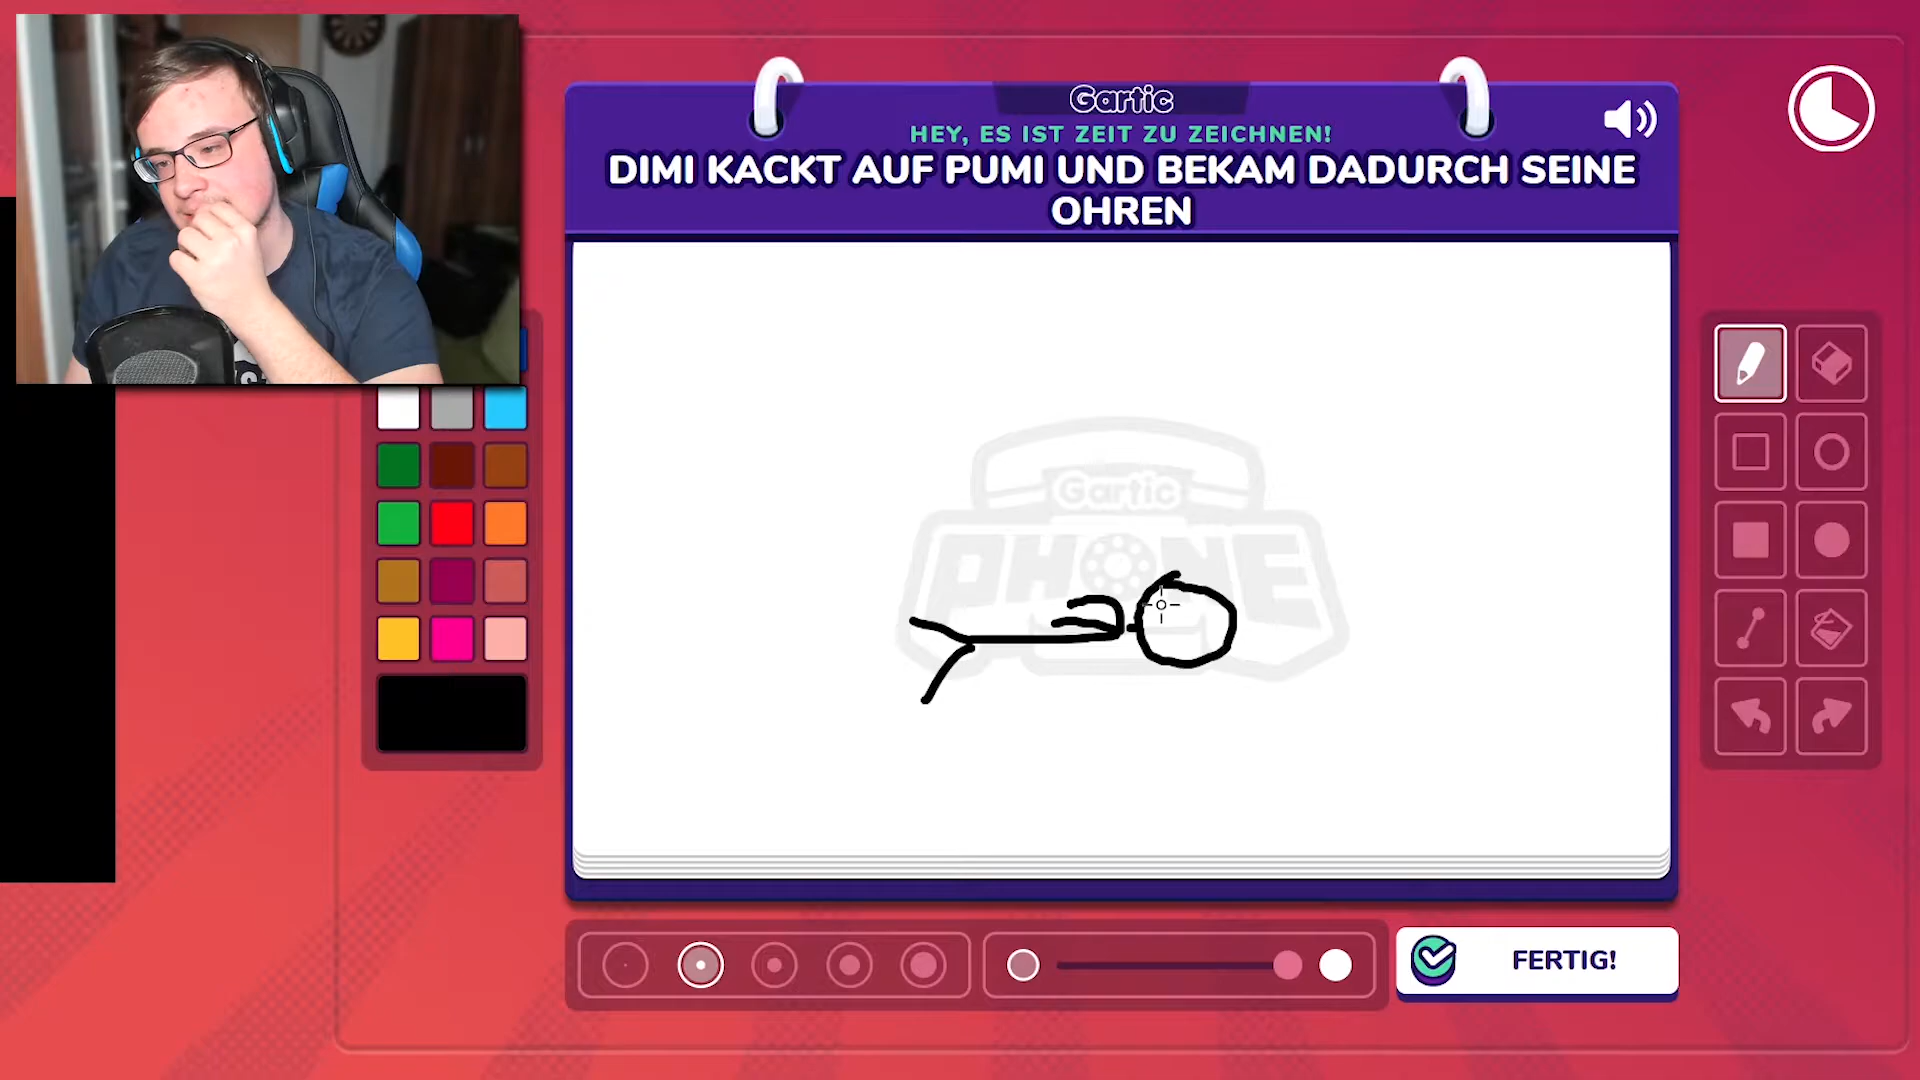 Gartic
HEY, ES IST ZEIT ZU ZEICHNEN!
DIMI KACKT AUF PUMI UND BEKAM DADURCH SEINE
OHREN
Gartic
PHONE
FERTIG!